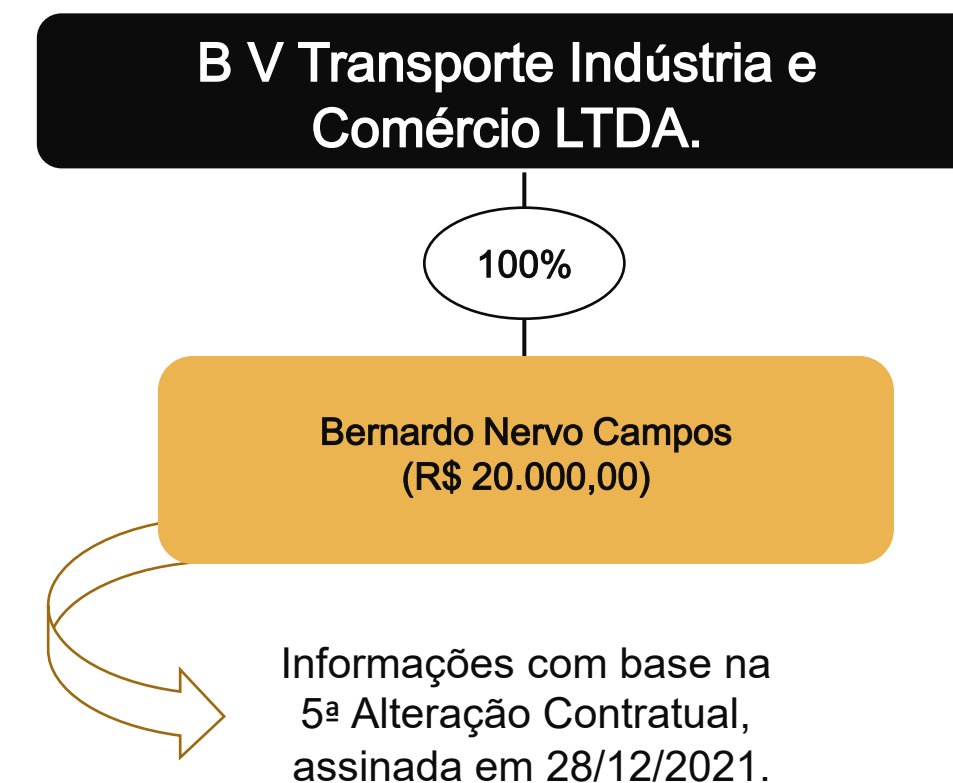 B V Transporte Indústria e
Comércio LTDA.
100%
Bernardo Nervo Campos
(R$ 20.000,00)
Informações com base na
5ª Alteração Contratual,
assinada em 28/12/2021.